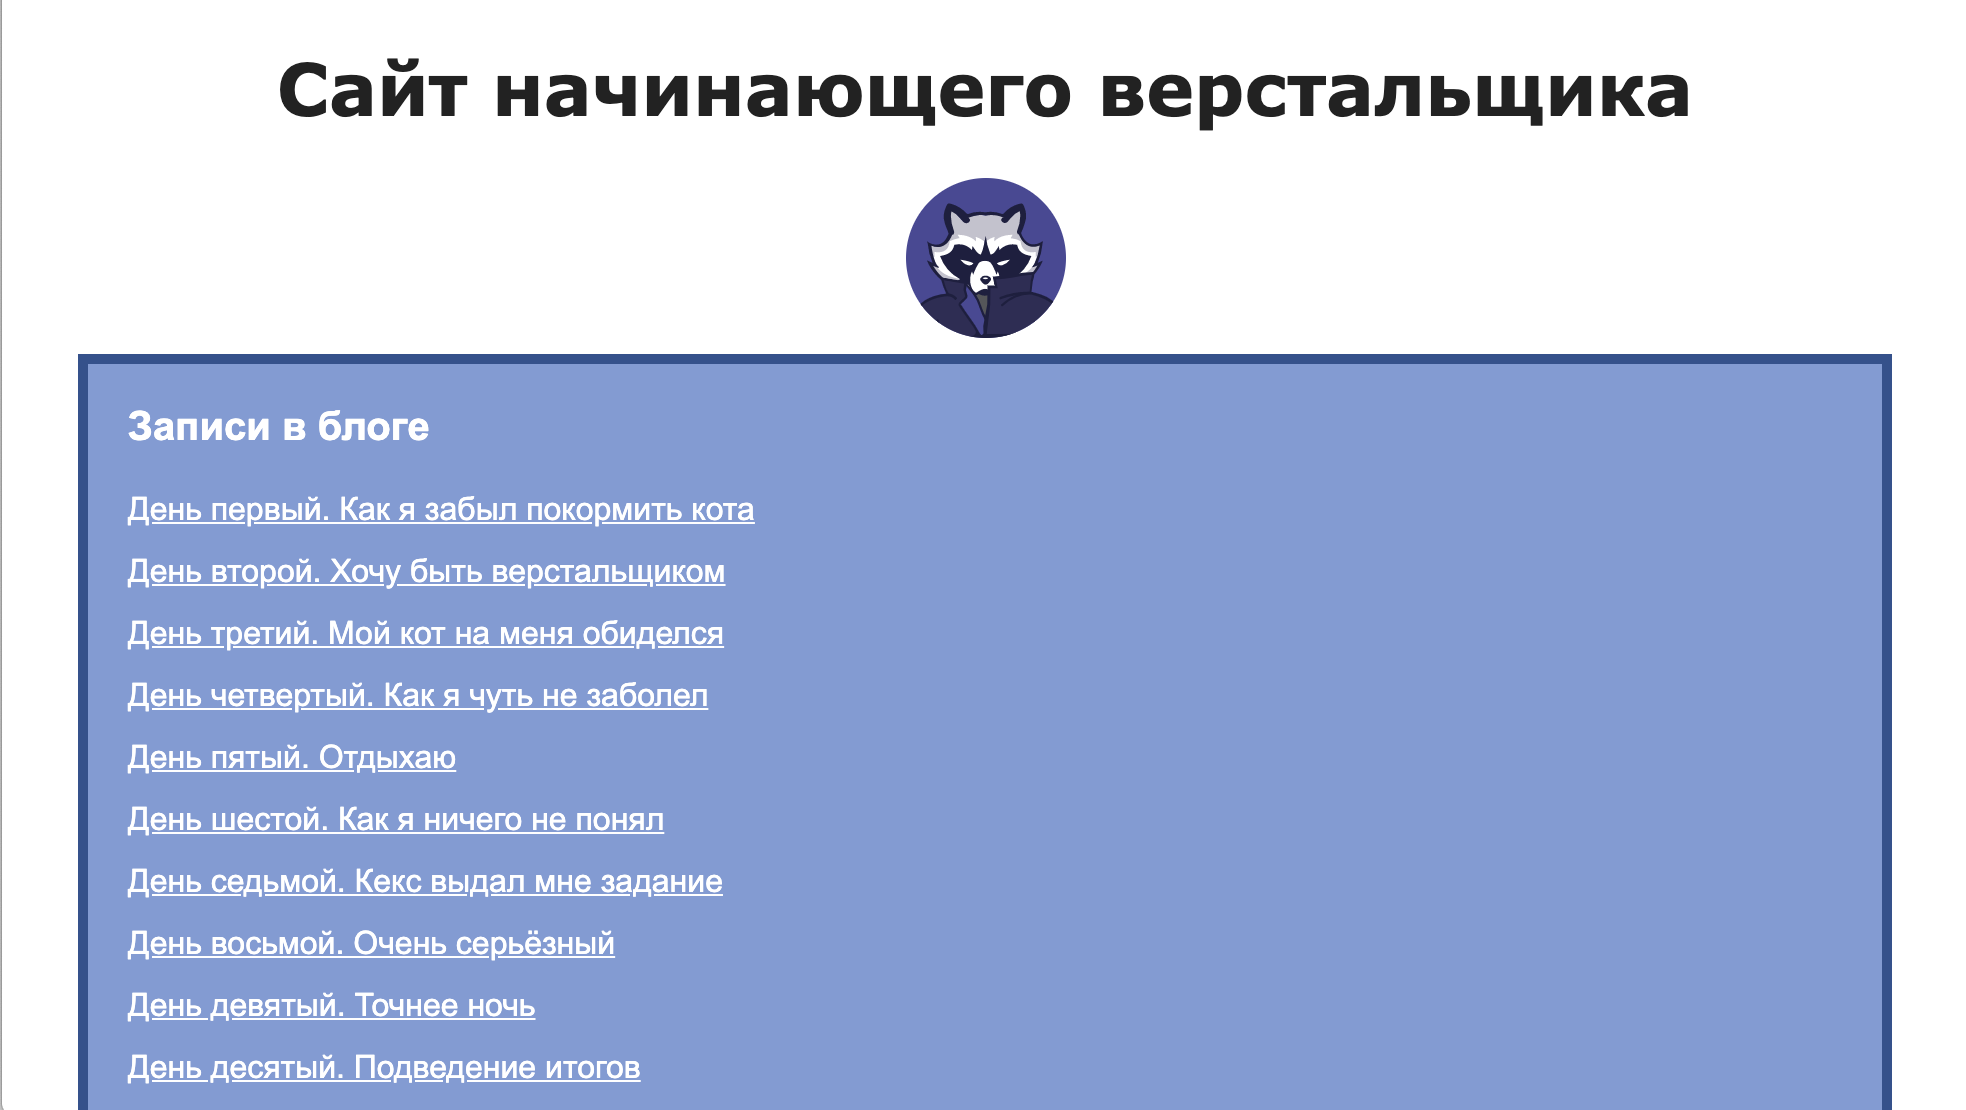 Сайт начинающего верстальщика
Записи в блоге
День первый. Как я забыл покормить кота
День второй. Хочу быть верстальщиком
День третий. Мой кот на меня обиделся
День четвертый. Как я чуть не заболел
День пятый. Отдыхаю
День шестой. Как я ничего не понял
День седьмой. Кекс выдал мне задание
День восьмой. Очень серьёзный
День девятый. Точнее ночь
День десятый. Подведение итогов